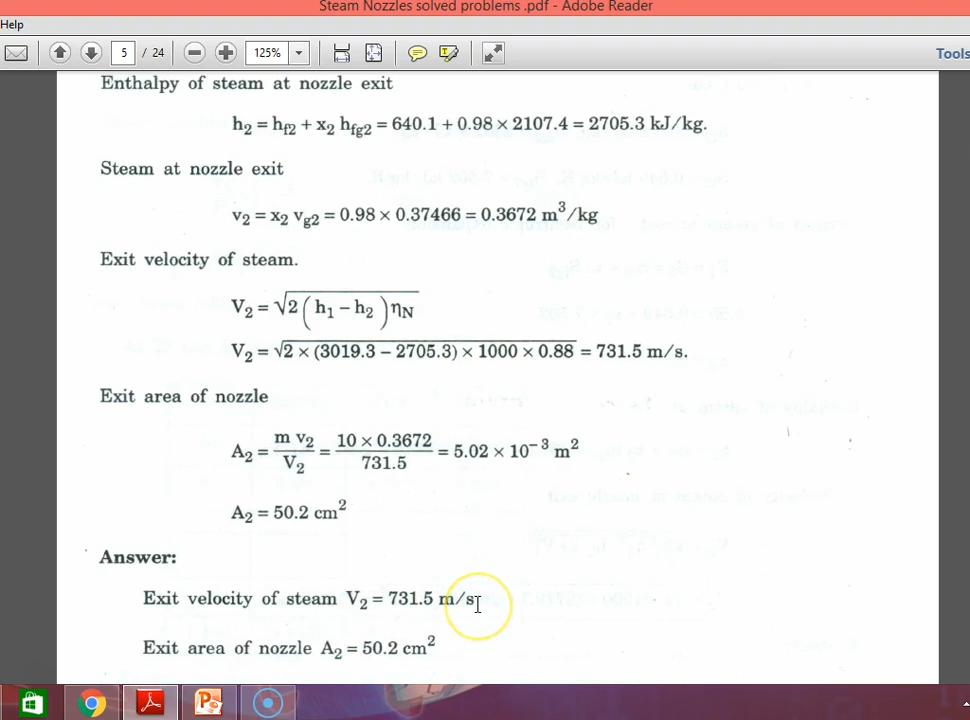 Steam Nozzles solved problems .pdf - Adobe Reader
Help
5 / 24 125% Tools
Enthalpy of steam at nozzle exit
h2 = hf2 + x2 hfg2 = 640.1 + 0.98 × 2107.4 = 2705.3 kJ/kg.
Steam at nozzle exit
v2 = x2 vg2 = 0.98 × 0.37466 = 0.3672 m³/kg
Exit velocity of steam.
V2 = √2 ( h1 – h2 ) ηN
V2 = √2 × (3019.3 – 2705.3) × 1000 × 0.88 = 731.5 m/s.
Exit area of nozzle
A2 = m v2 / V2 = 10 × 0.3672 / 731.5 = 5.02 × 10⁻³ m²
A2 = 50.2 cm²
Answer:
Exit velocity of steam V2 = 731.5 m/s
Exit area of nozzle A2 = 50.2 cm²